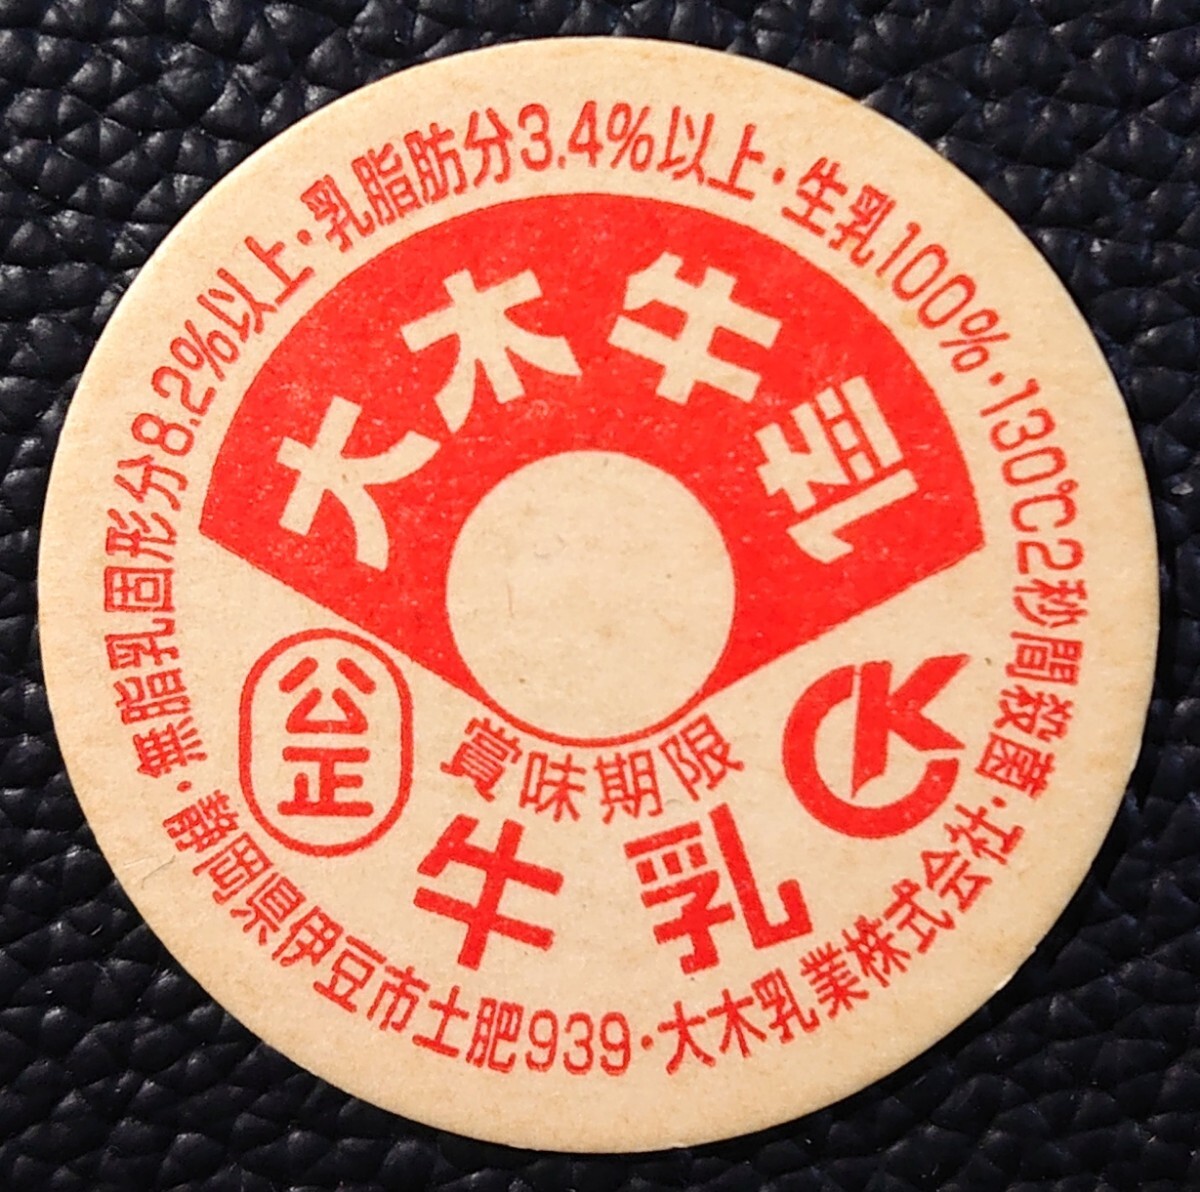 無脂乳固形分8.2%以上・乳脂肪分3.4%以上・生乳100%・130℃2秒間殺菌・
大木牛乳
公正
CK
賞味期限
牛乳
静岡県伊豆市土肥939・大木乳業株式会社・